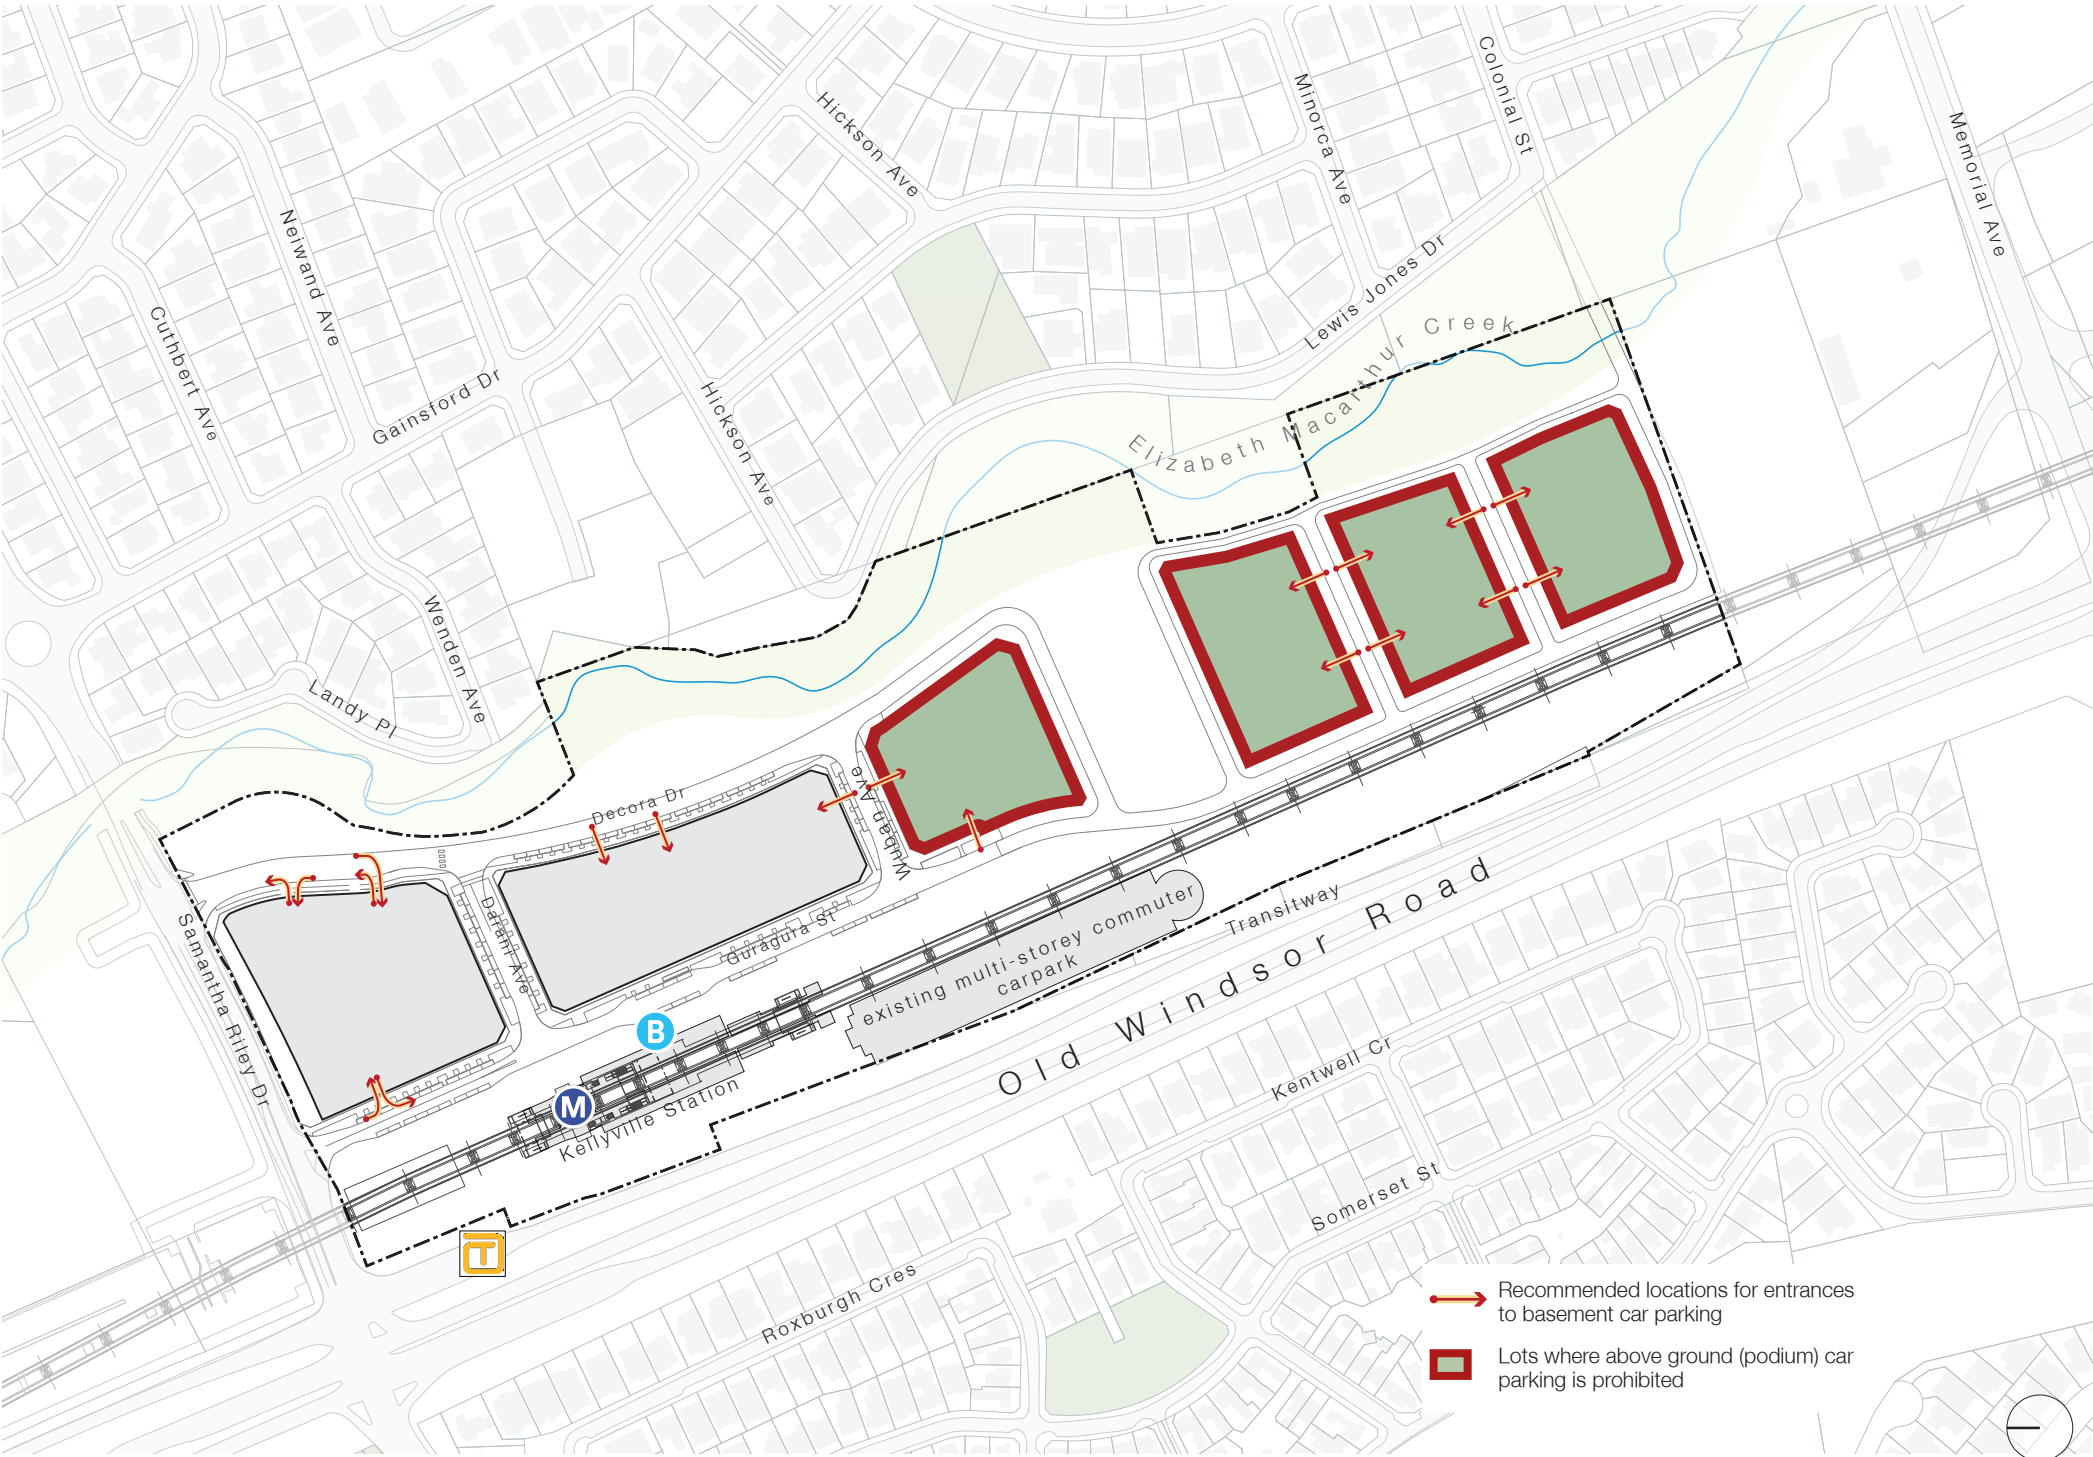 Hickson Ave
Minorca Ave
Colonial St
Memorial Ave
Neiwand Ave
Cuthbert Ave
Gainsford Dr
Hickson Ave
Lewis Jones Dr
Elizabeth Macarthur Creek
Wenden Ave
Landy Pl
Decora Dr
Wuban Ave
Darani Ave
Guragura St
Samantha Riley Dr
existing multi-storey commuter
carpark
Transitway
Old Windsor Road
B
M
Kellyville Station
T
Kentwell Cr
Somerset St
Roxburgh Cres
Recommended locations for entrances
to basement car parking
Lots where above ground (podium) car
parking is prohibited